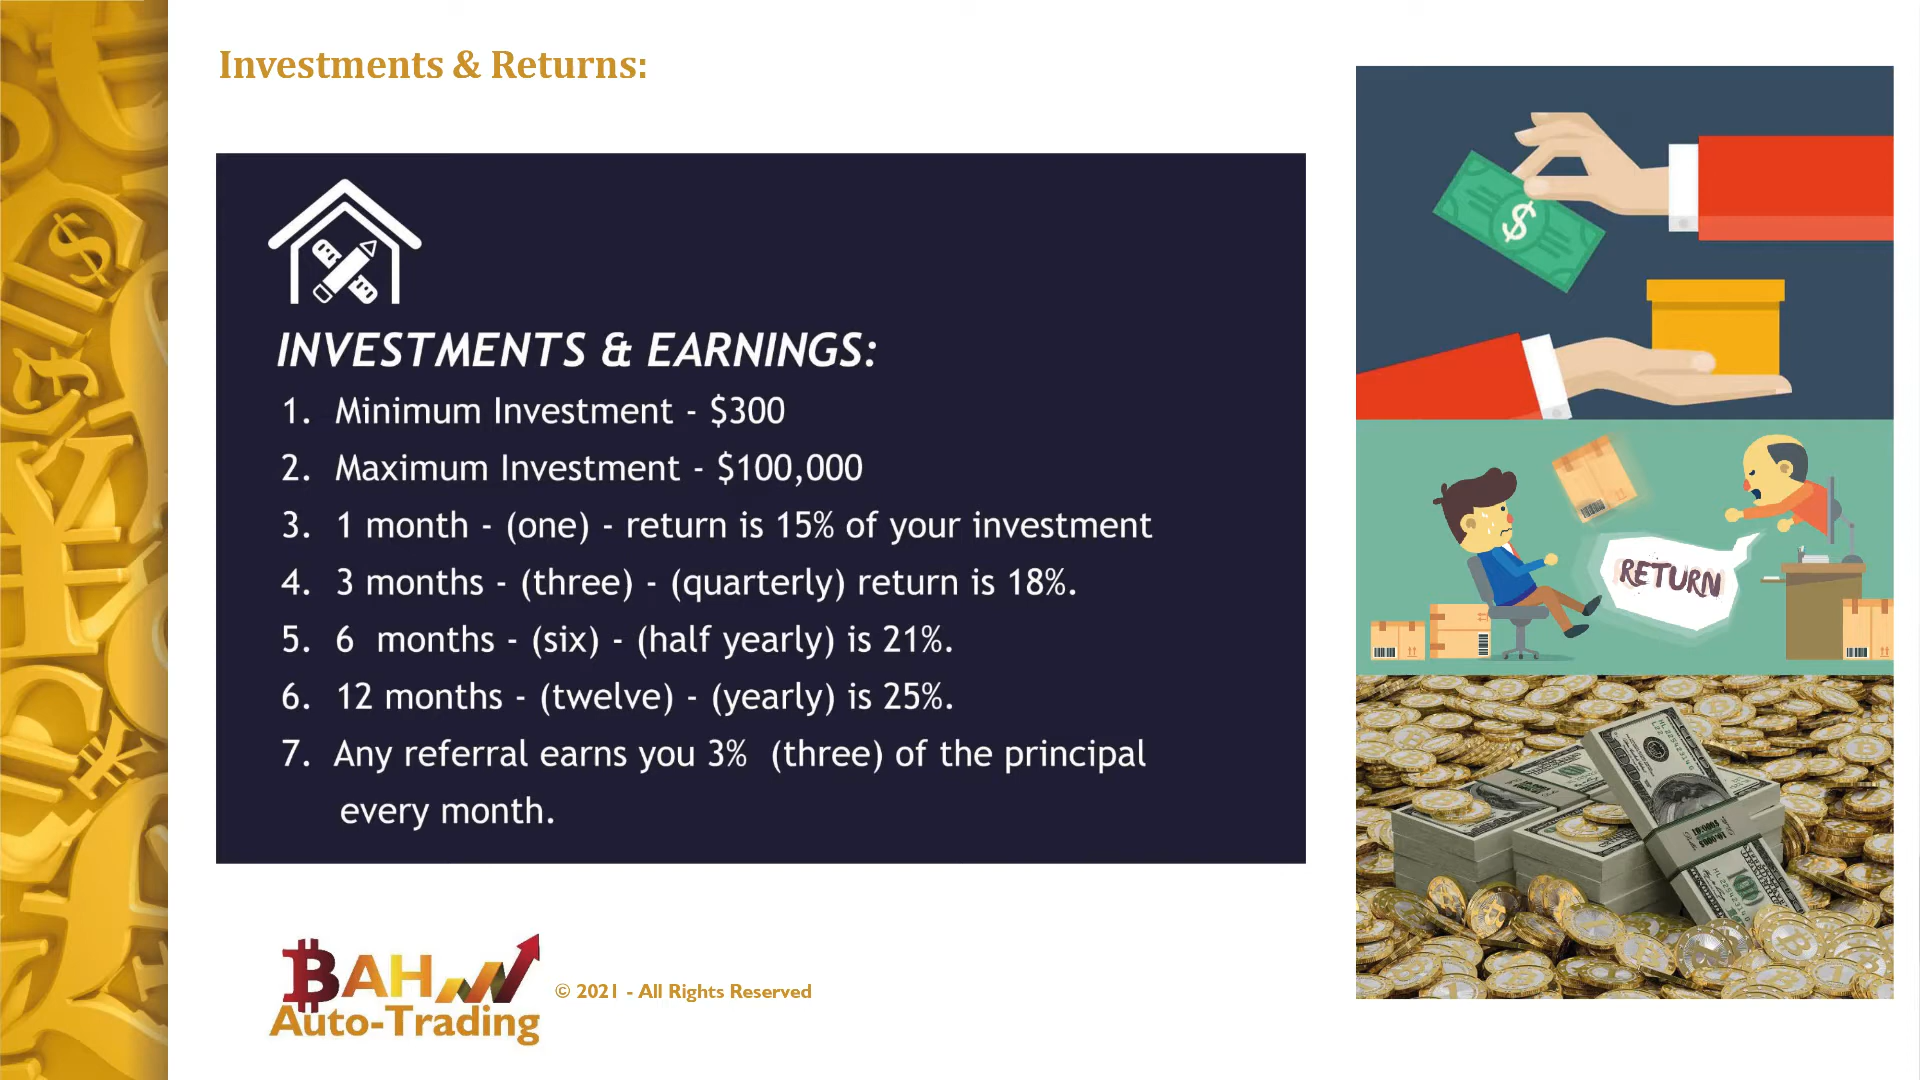 Investments & Returns:
INVESTMENTS & EARNINGS:
1. Minimum Investment - $300
2. Maximum Investment - $100,000
3. 1 month - (one) - return is 15% of your investment
4. 3 months - (three) - (quarterly) return is 18%.
5. 6 months - (six) - (half yearly) is 21%.
6. 12 months - (twelve) - (yearly) is 25%.
7. Any referral earns you 3% (three) of the principal
every month.
$
RETURN
BAH
Auto-Trading
© 2021 - All Rights Reserved